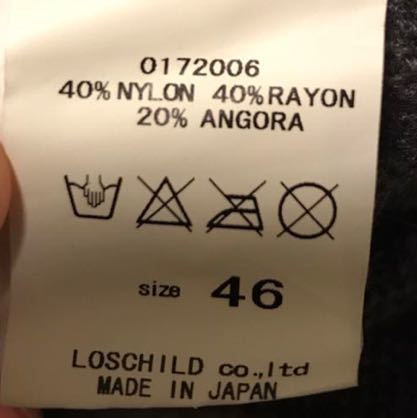 0172006
40% NYLON 40%RAYON
20% ANGORA
size 46
LOSCHILD co.,ltd
MADE IN JAPAN